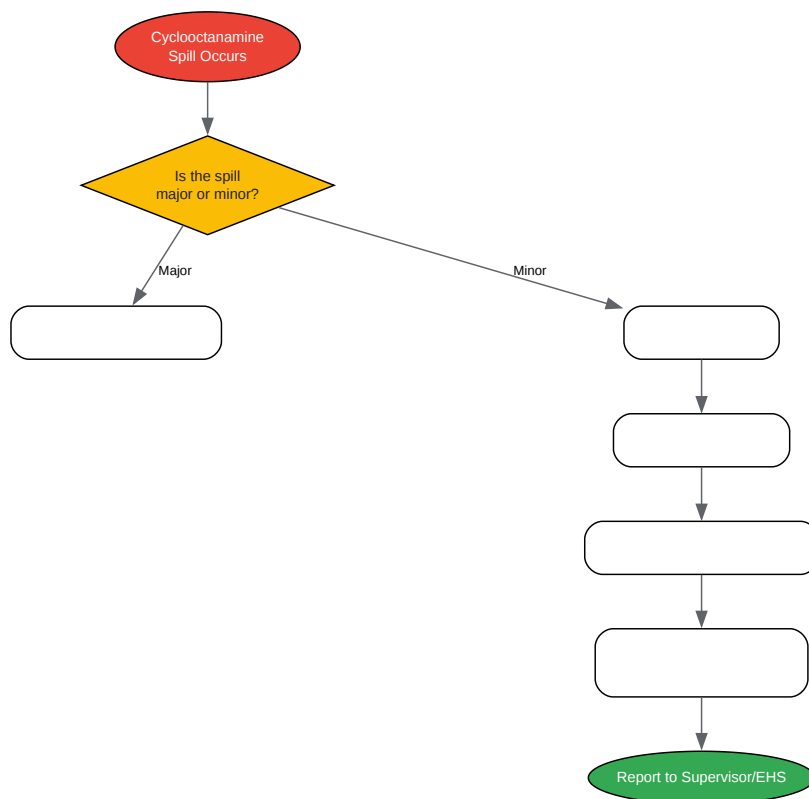 Cyclooctanamine
Spill Occurs
Is the spill
major or minor?
Major
Minor
Report to Supervisor/EHS